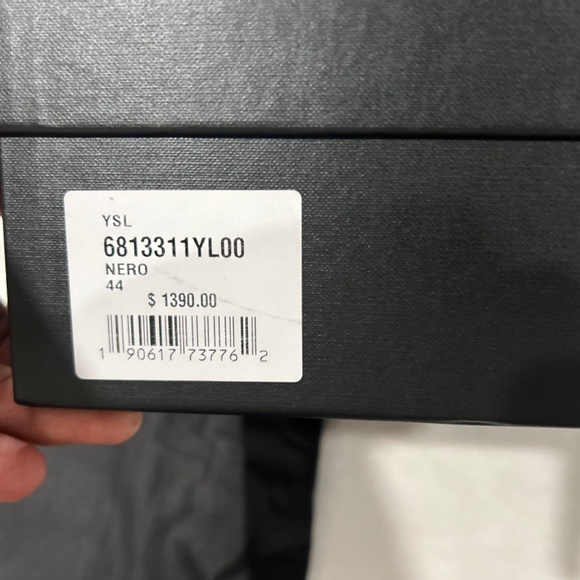 YSL
6813311YL00
NERO
44
$ 1390.00
1 90617 73776 2